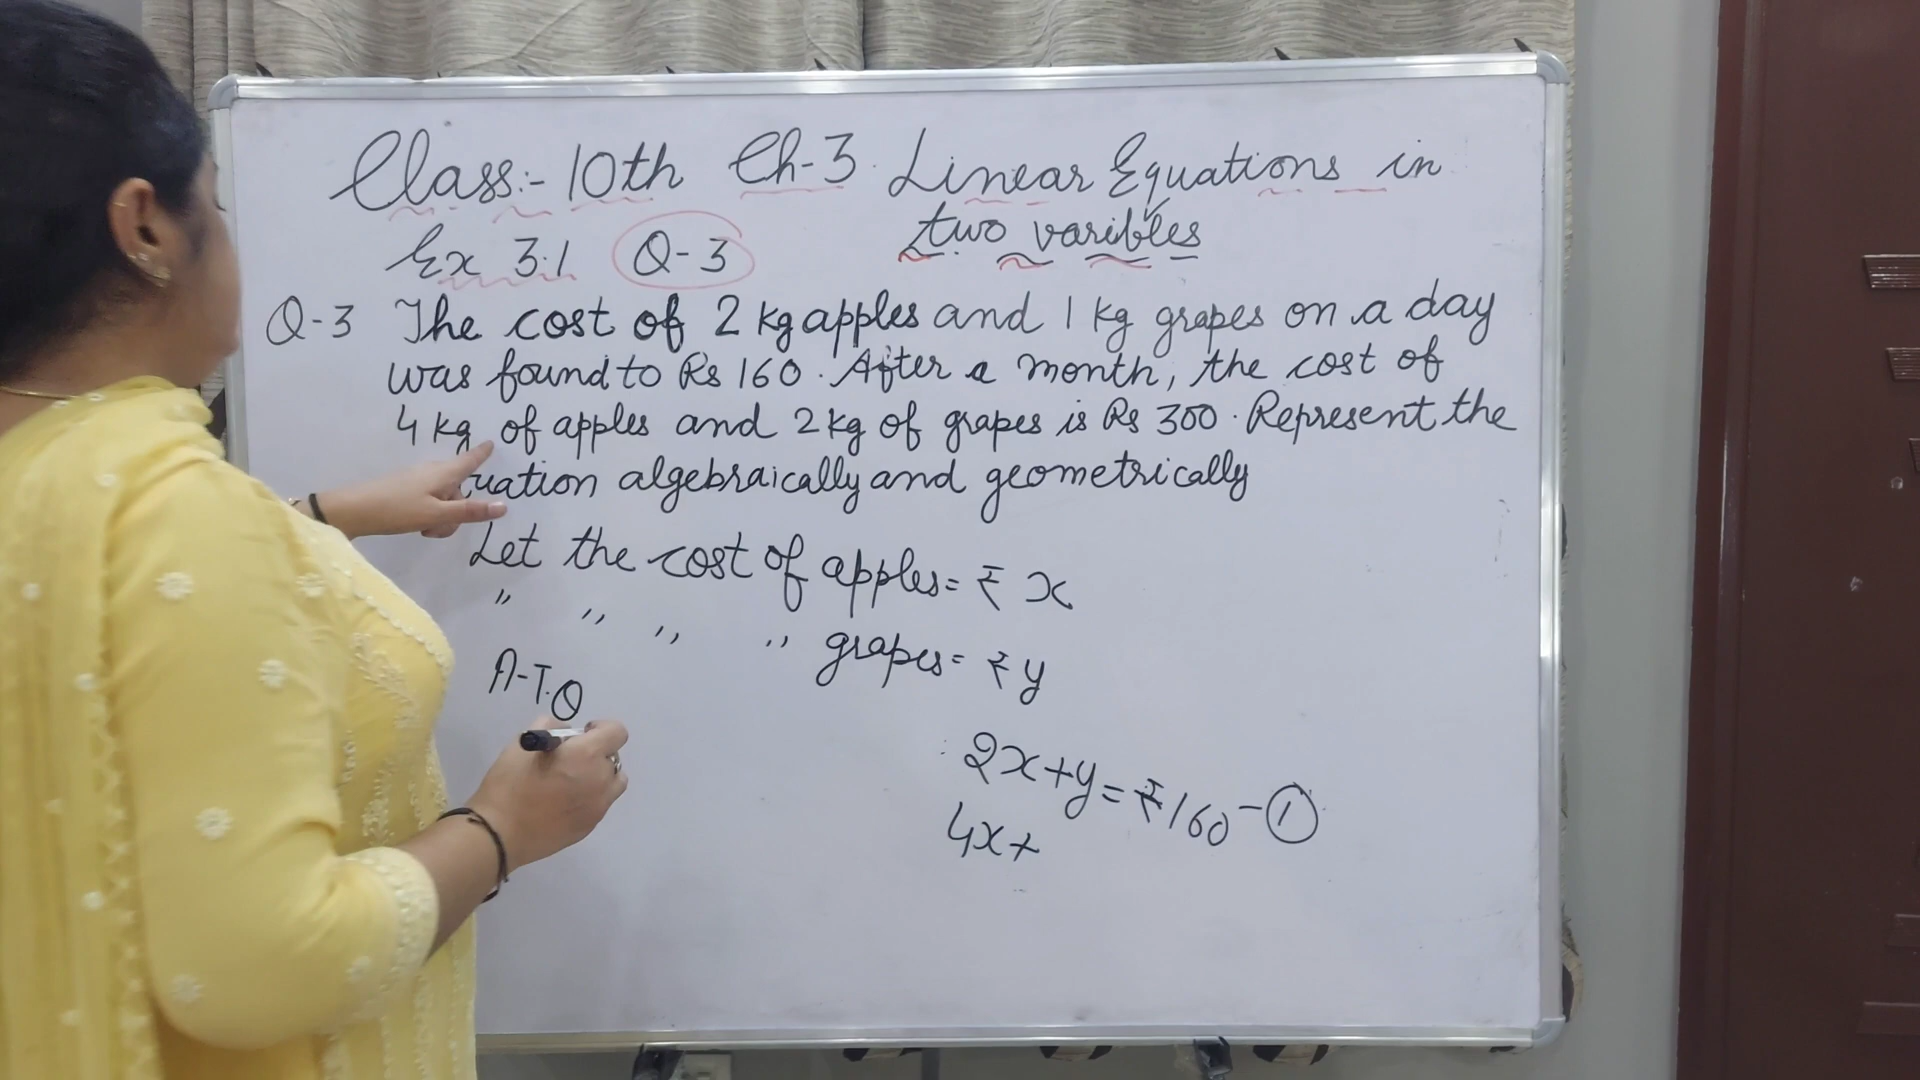 Class:- 10th Ch-3 Linear Equations in
two varibles
Ex 3.1 Q-3
Q-3 The cost of 2 kg apples and 1 kg grapes on a day
was found to Rs 160. After a month, the cost of
4 kg of apples and 2 kg of grapes is Rs 300. Represent the
uation algebraically and geometrically
Let the cost of apples = ₹ x
" " " " grapes = ₹ y
A-T.Q
2x+y = ₹160 - ①
4x+